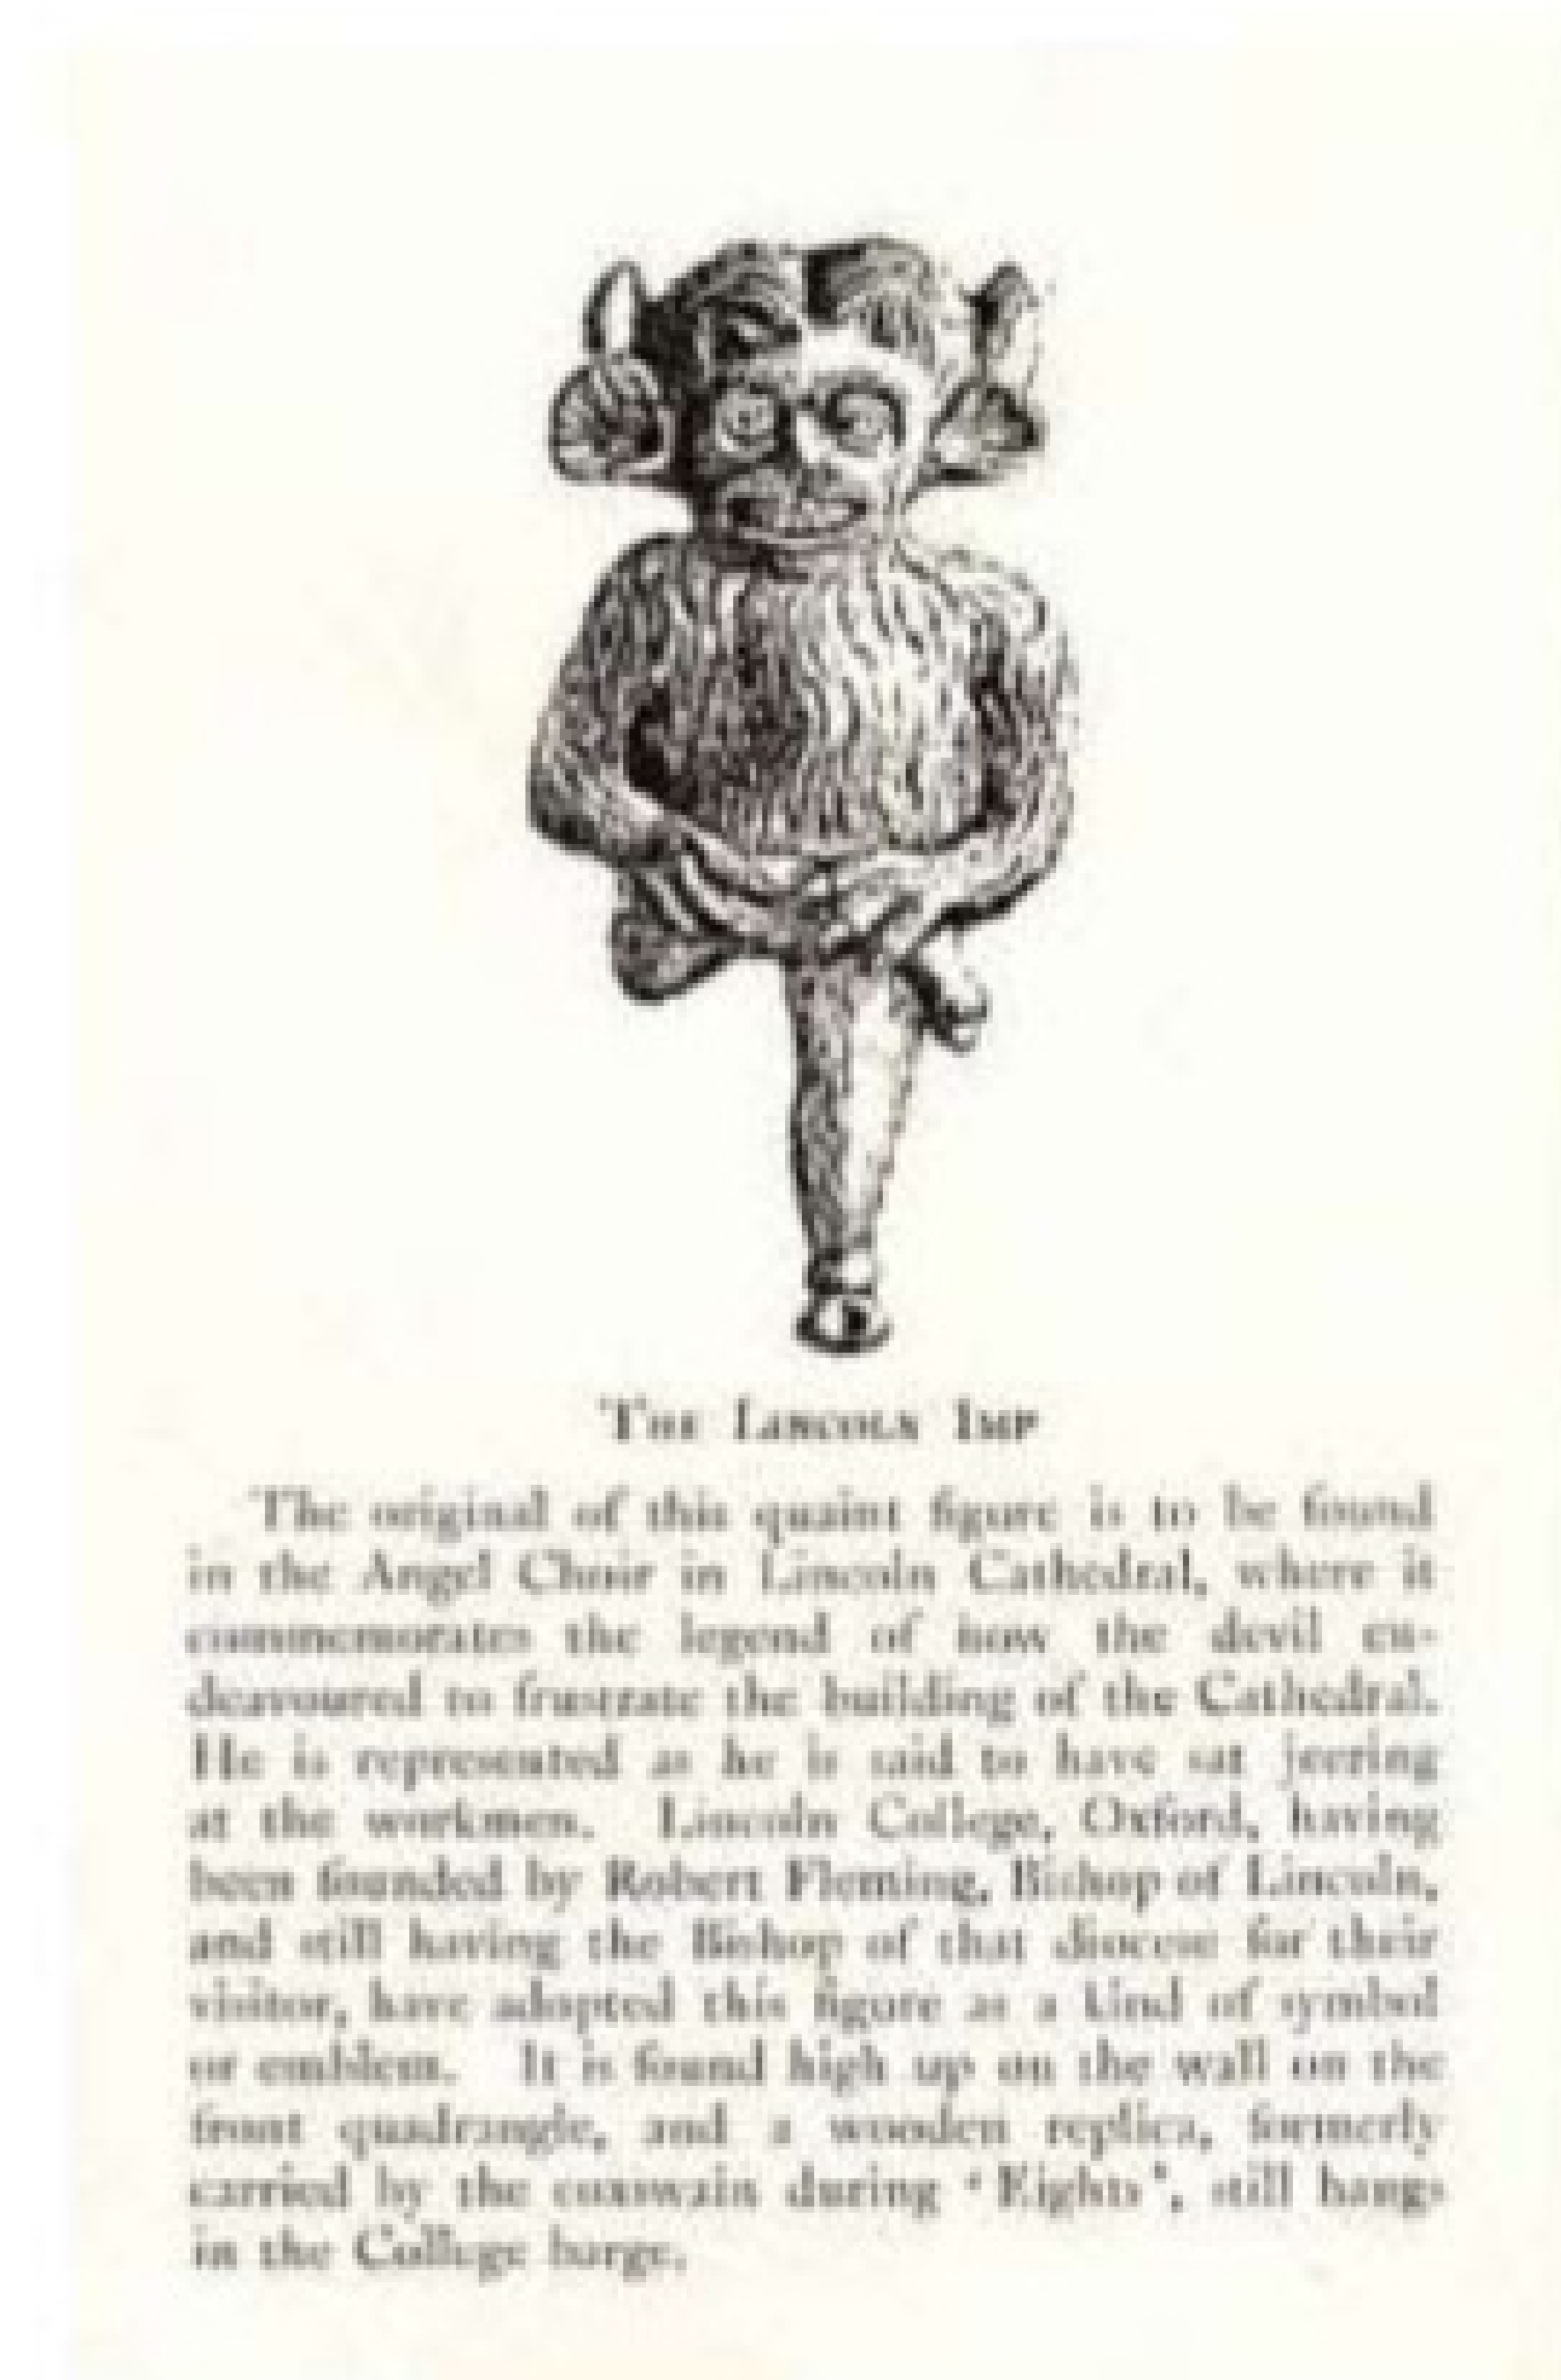 The Lincoln Imp
The original of this quaint figure is to be found
in the Angel Choir in Lincoln Cathedral, where it
commemorates the legend of how the devil en-
deavoured to frustrate the building of the Cathedral.
He is represented as he is said to have sat jeering
at the workmen. Lincoln College, Oxford, having
been founded by Robert Fleming, Bishop of Lincoln,
and still having the Bishop of that diocese for their
visitor, have adopted this figure as a kind of symbol
or emblem. It is found high up on the wall on the
front quadrangle, and a wooden replica, formerly
carried by the coxswain during ‘Eights’, still hangs
in the College barge.